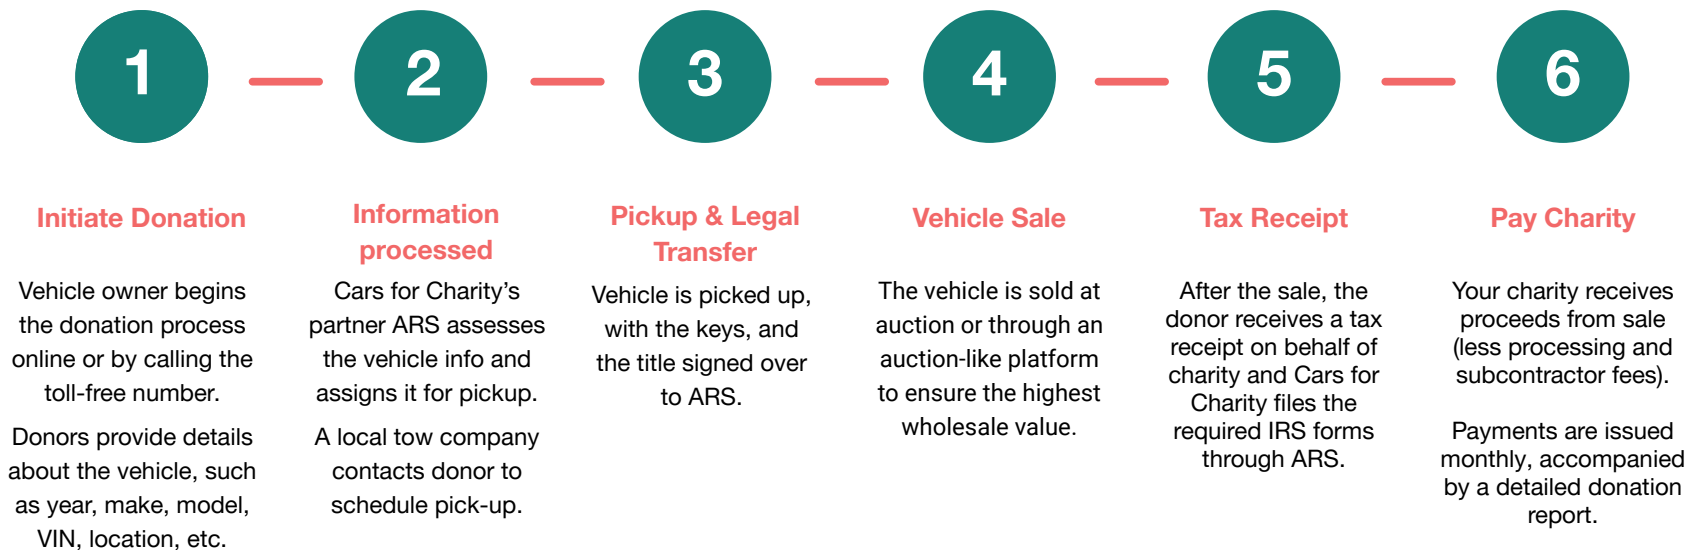 1
2
3
4
5
6
Initiate Donation
Vehicle owner begins
the donation process
online or by calling the
toll-free number.
Donors provide details
about the vehicle, such
as year, make, model,
VIN, location, etc.
Information
processed
Cars for Charity’s
partner ARS assesses
the vehicle info and
assigns it for pickup.
A local tow company
contacts donor to
schedule pick-up.
Pickup & Legal
Transfer
Vehicle is picked up,
with the keys, and
the title signed over
to ARS.
Vehicle Sale
The vehicle is sold at
auction or through an
auction-like platform
to ensure the highest
wholesale value.
Tax Receipt
After the sale, the
donor receives a tax
receipt on behalf of
charity and Cars for
Charity files the
required IRS forms
through ARS.
Pay Charity
Your charity receives
proceeds from sale
(less processing and
subcontractor fees).
Payments are issued
monthly, accompanied
by a detailed donation
report.